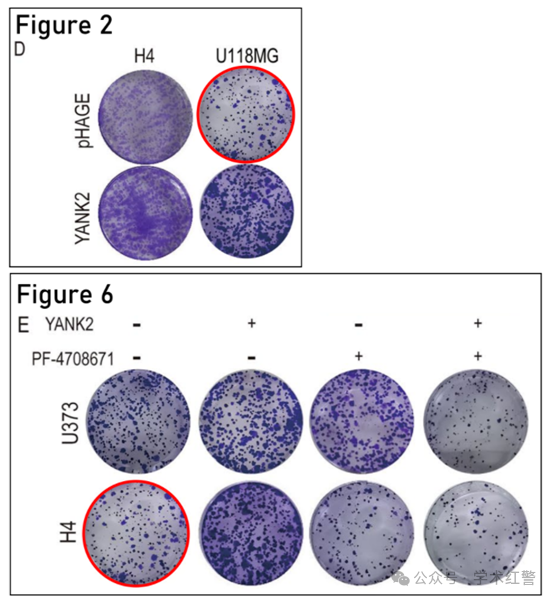 Figure 2
D
H4 U118MG
pHAGE
YANK2
Figure 6
E YANK2 - + - +
PF-4708671 - - + +
U373
H4
公众号 · 学术红警